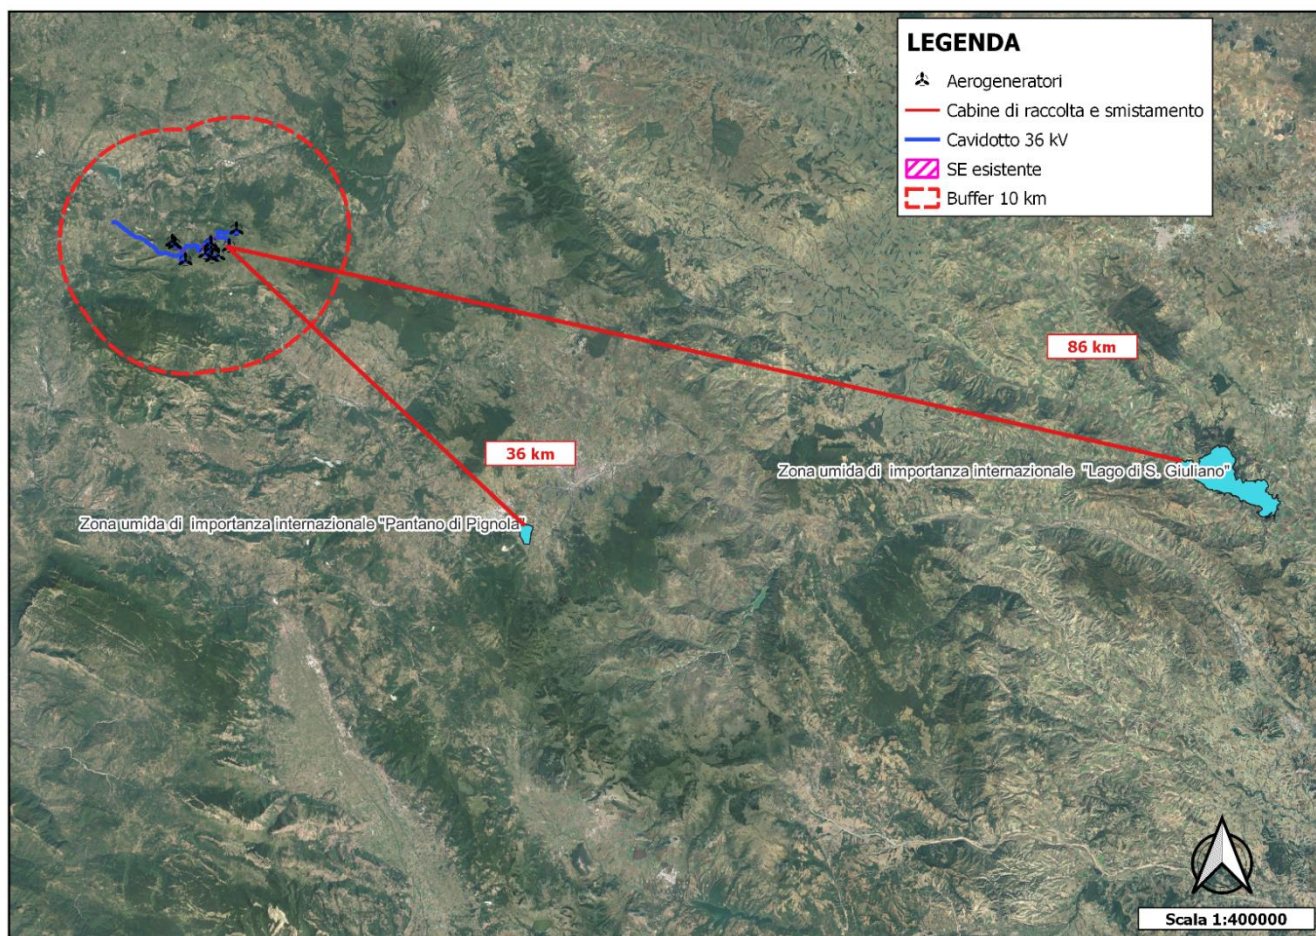 LEGENDA
Aerogeneratori
Cabine di raccolta e smistamento
Cavidotto 36 kV
SE esistente
Buffer 10 km
86 km
36 km
Zona umida di importanza internazionale "Lago di S. Giuliano"
Zona umida di importanza internazionale "Pantano di Pignola"
Scala 1:400000